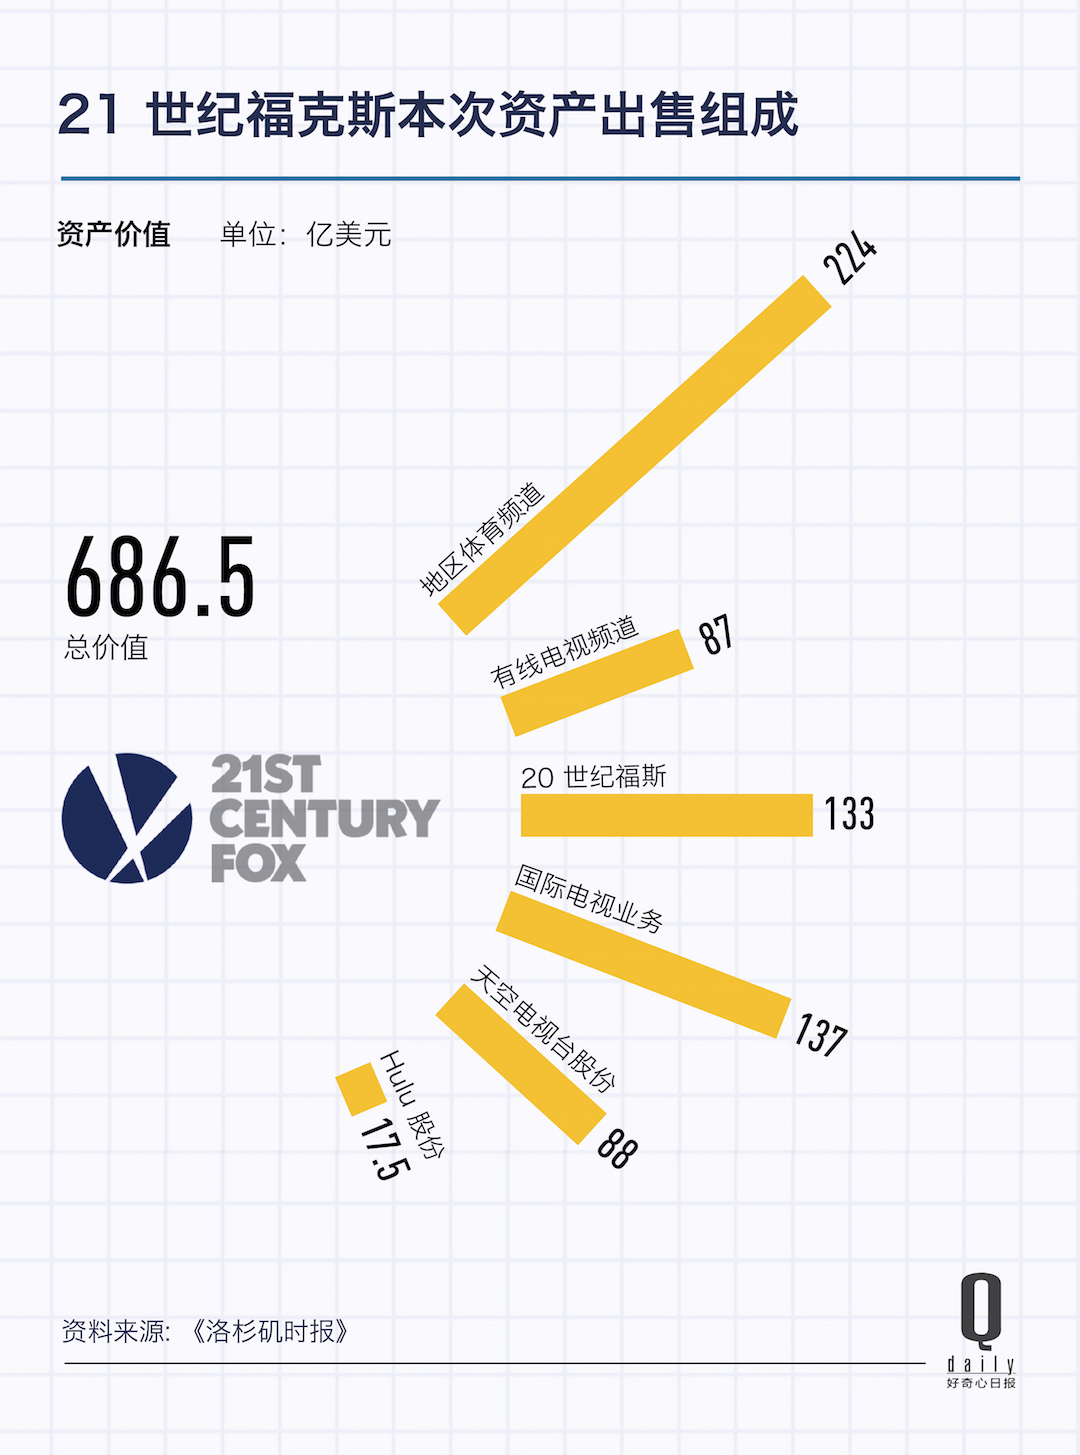 21 世纪福克斯本次资产出售组成
资产价值 单位：亿美元
224
地区体育频道
686.5
总价值
有线电视频道
87
21ST
CENTURY
FOX
20 世纪福斯
133
国际电视业务
137
天空电视台股份
88
Hulu 股份
17.5
资料来源：《洛杉矶时报》
Q
daily
好奇心日报